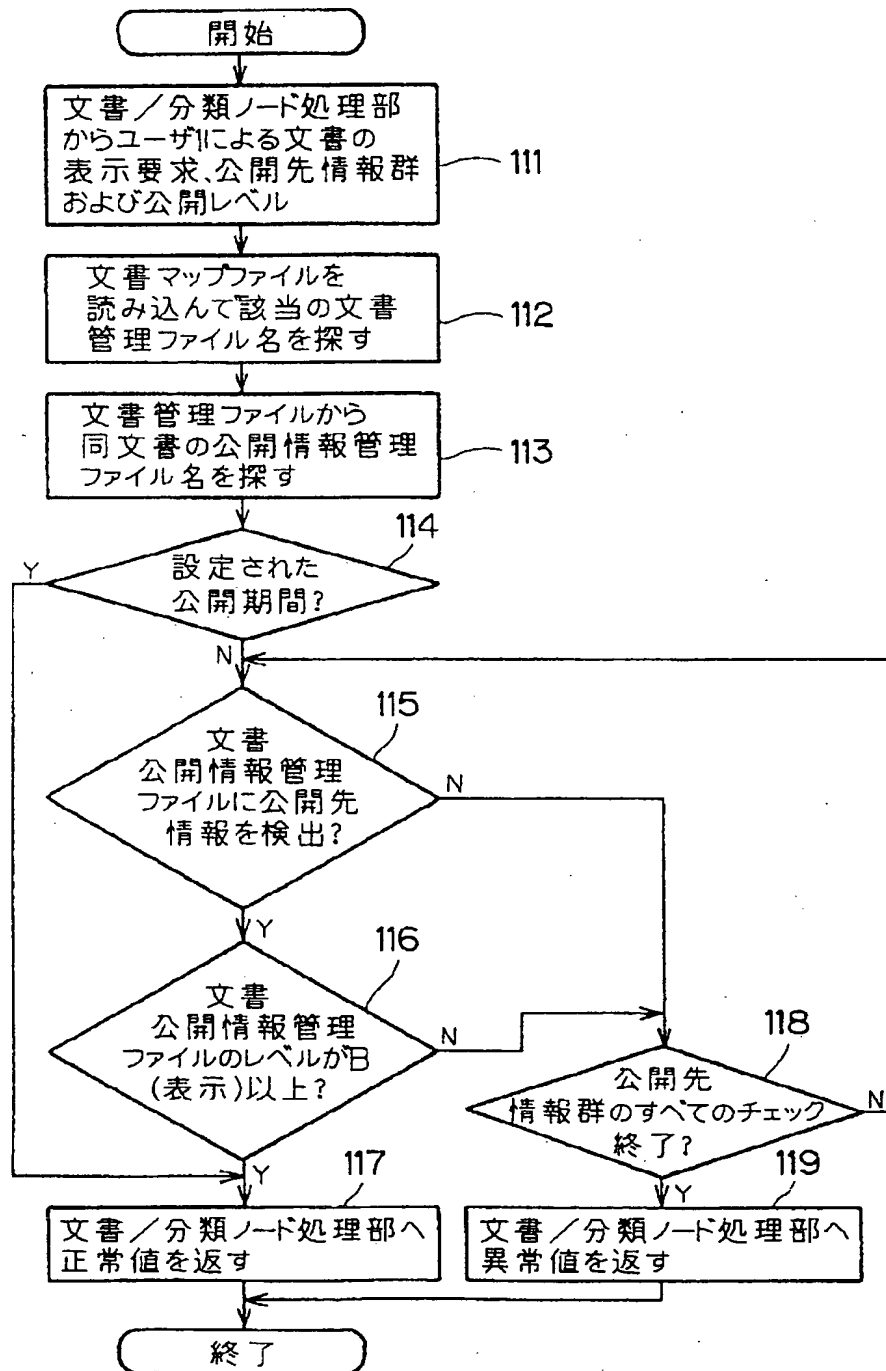 開始
文書／分類ノード処理部
からユーザ1による文書の
表示要求、公開先情報群
および公開レベル
111
文書マップファイルを
読み込んで該当の文書
管理ファイル名を探す
112
文書管理ファイルから
同文書の公開情報管理
ファイル名を探す
113
114
Y
設定された
公開期間?
N
115
文書
公開情報管理
ファイルに公開先
情報を検出?
N
Y
116
文書
公開情報管理
ファイルのレベルがB
(表示)以上?
N
118
公開先
情報群のすべてのチェック
終了?
N
Y
117
Y
119
文書／分類ノード処理部へ
正常値を返す
文書／分類ノード処理部へ
異常値を返す
終了